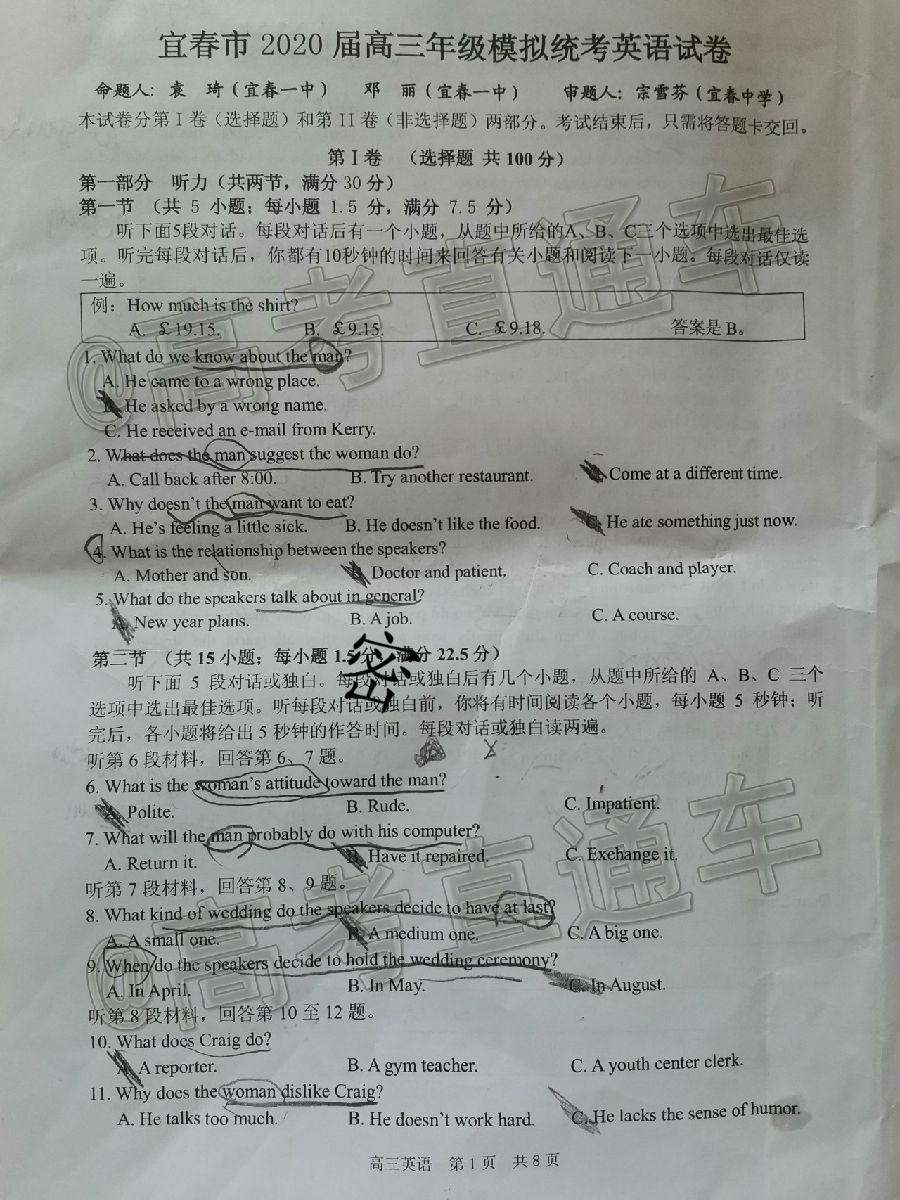 宜春市 2020 届高三年级模拟统考英语试卷
命题人：袁 琦（宜春一中） 邓 丽（宜春一中） 审题人：宗雪芬（宜春中学）
本试卷分第 I 卷（选择题）和第 II 卷（非选择题）两部分。考试结束后，只需将答题卡交回。
第 I 卷 （选择题 共 100 分）
第一部分 听力（共两节，满分 30 分）
第一节 （共 5 小题；每小题 1.5 分，满分 7.5 分）
听下面5段对话。每段对话后有一个小题，从题中所给的A、B、C三个选项中选出最佳选
项。听完每段对话后，你都有10秒钟的时间来回答有关小题和阅读下一小题。每段对话仅读
一遍。
例：How much is the shirt?
A. ￡19.15. B. ￡9.15. C. ￡9.18. 答案是 B。
1. What do we know about the man?
A. He came to a wrong place.
B. He asked by a wrong name.
C. He received an e-mail from Kerry.
2. What does the man suggest the woman do?
A. Call back after 8:00. B. Try another restaurant. C. Come at a different time.
3. Why doesn't the man want to eat?
A. He's feeling a little sick. B. He doesn't like the food. C. He ate something just now.
4. What is the relationship between the speakers?
A. Mother and son. B. Doctor and patient. C. Coach and player.
5. What do the speakers talk about in general?
A. New year plans. B. A job. C. A course.
第二节 （共 15 小题；每小题 1.5 分，满分 22.5 分）
密
听下面 5 段对话或独白。每段对话或独白后有几个小题，从题中所给的 A、B、C 三个
选项中选出最佳选项。听每段对话或独白前，你将有时间阅读各个小题，每小题 5 秒钟；听
完后，各小题将给出 5 秒钟的作答时间。每段对话或独白读两遍。
听第 6 段材料，回答第 6、7 题。
6. What is the woman's attitude toward the man?
A. Polite. B. Rude. C. Impatient.
7. What will the man probably do with his computer?
A. Return it. B. Have it repaired. C. Exchange it.
听第 7 段材料，回答第 8、9 题。
8. What kind of wedding do the speakers decide to have at last?
A. A small one. B. A medium one. C. A big one.
9. When do the speakers decide to hold the wedding ceremony?
A. In April. B. In May. C. In August.
听第 8 段材料，回答第 10 至 12 题。
10. What does Craig do?
A. A reporter. B. A gym teacher. C. A youth center clerk.
11. Why does the woman dislike Craig?
A. He talks too much. B. He doesn't work hard. C. He lacks the sense of humor.
高三英语 第 1 页 共 8 页
@高考直通车
@高考直通车